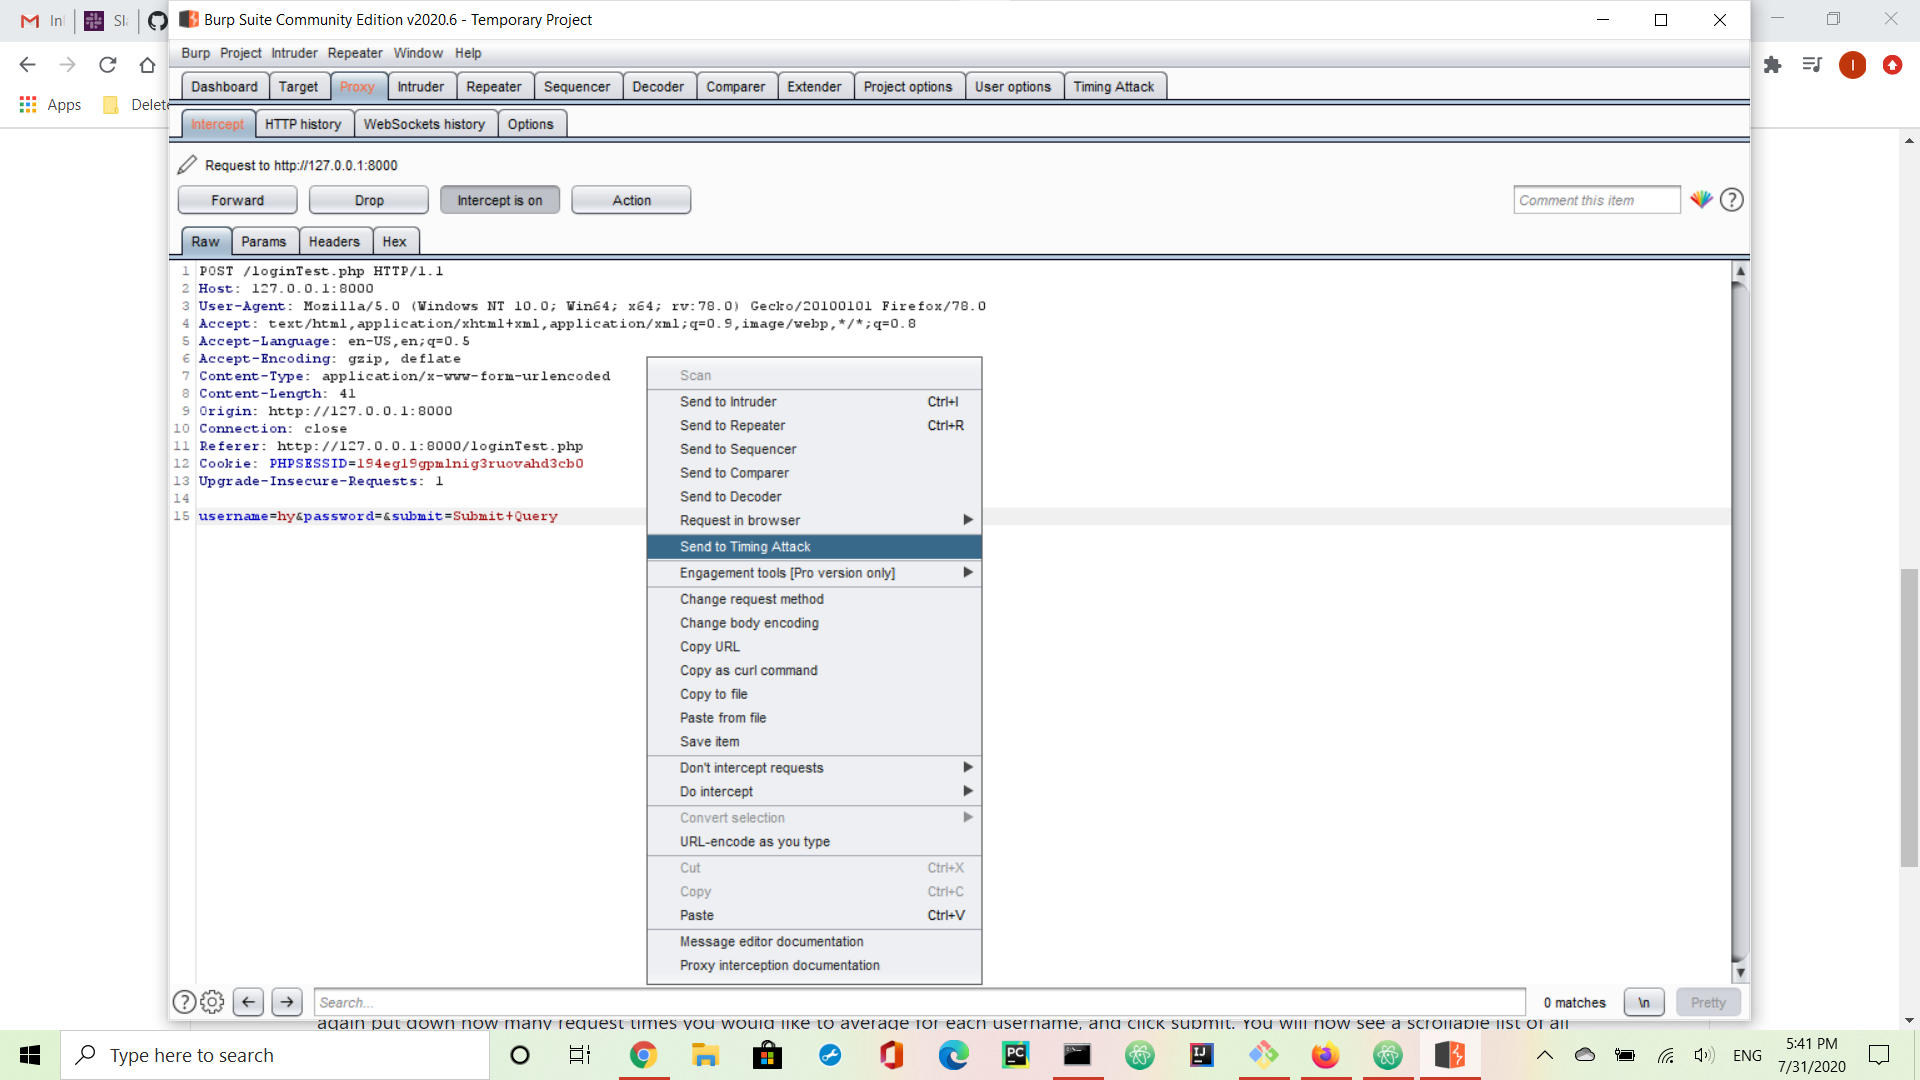 In
Sl
Burp Suite Community Edition v2020.6 - Temporary Project
Burp Project Intruder Repeater Window Help
Dashboard Target Proxy Intruder Repeater Sequencer Decoder Comparer Extender Project options User options Timing Attack
I
Apps Delet
Intercept HTTP history WebSockets history Options
Request to http://127.0.0.1:8000
Forward Drop Intercept is on Action Comment this item ?
Raw Params Headers Hex
1 POST /loginTest.php HTTP/1.1
2 Host: 127.0.0.1:8000
3 User-Agent: Mozilla/5.0 (Windows NT 10.0; Win64; x64; rv:78.0) Gecko/20100101 Firefox/78.0
4 Accept: text/html,application/xhtml+xml,application/xml;q=0.9,image/webp,*/*;q=0.8
5 Accept-Language: en-US,en;q=0.5
6 Accept-Encoding: gzip, deflate
7 Content-Type: application/x-www-form-urlencoded
8 Content-Length: 41
9 Origin: http://127.0.0.1:8000
10 Connection: close
11 Referer: http://127.0.0.1:8000/loginTest.php
12 Cookie: PHPSESSID=194egl9gpmlnig3ruovahd3cb0
13 Upgrade-Insecure-Requests: 1
14
15 username=hy&password=&submit=Submit+Query
Scan
Send to Intruder Ctrl+I
Send to Repeater Ctrl+R
Send to Sequencer
Send to Comparer
Send to Decoder
Request in browser
Send to Timing Attack
Engagement tools [Pro version only]
Change request method
Change body encoding
Copy URL
Copy as curl command
Copy to file
Paste from file
Save item
Don't intercept requests
Do intercept
Convert selection
URL-encode as you type
Cut Ctrl+X
Copy Ctrl+C
Paste Ctrl+V
Message editor documentation
Proxy interception documentation
? Search... 0 matches \n Pretty
again put down how many request times you would like to average for each username, and click submit. You will now see a scrollable list of all
Type here to search
PC
IJ
ENG
5:41 PM
7/31/2020